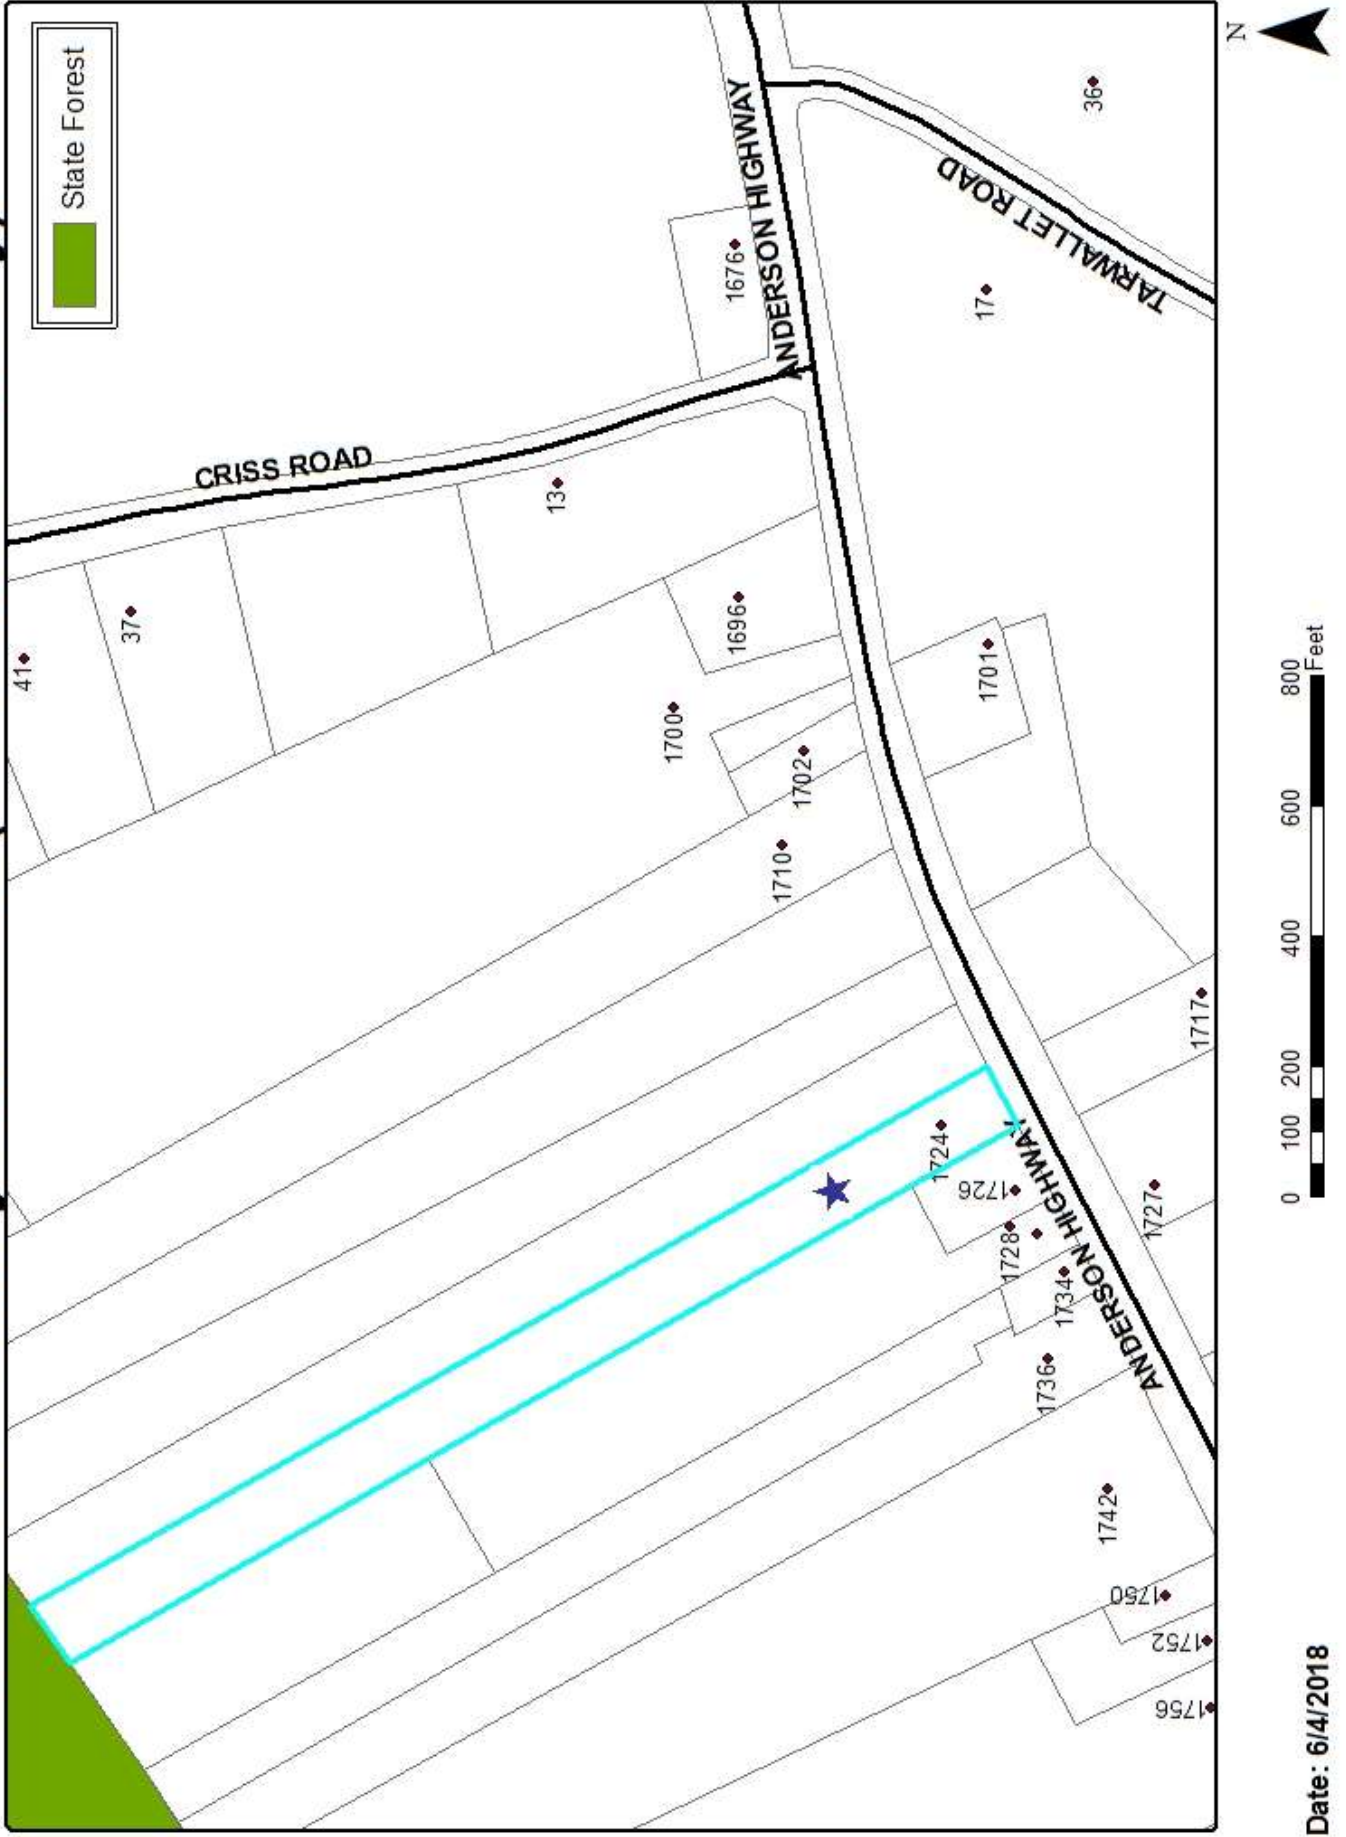 State Forest
N
ANDERSON HIGHWAY
TARWALLET ROAD
CRISS ROAD
36
17
1676
13
37
41
1696
1700
1702
1701
1710
1717
1724
1726
1728
1727
1734
1736
1742
1750
1752
1756
ANDERSON HIGHWAY
0 100 200 400 600 800
Feet
Date: 6/4/2018